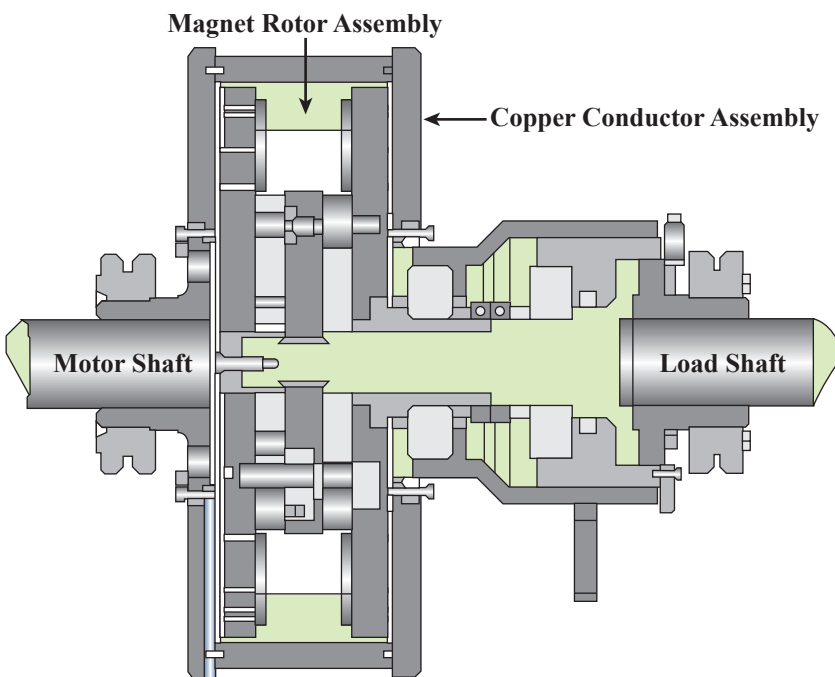 Magnet Rotor Assembly
Copper Conductor Assembly
Motor Shaft
Load Shaft